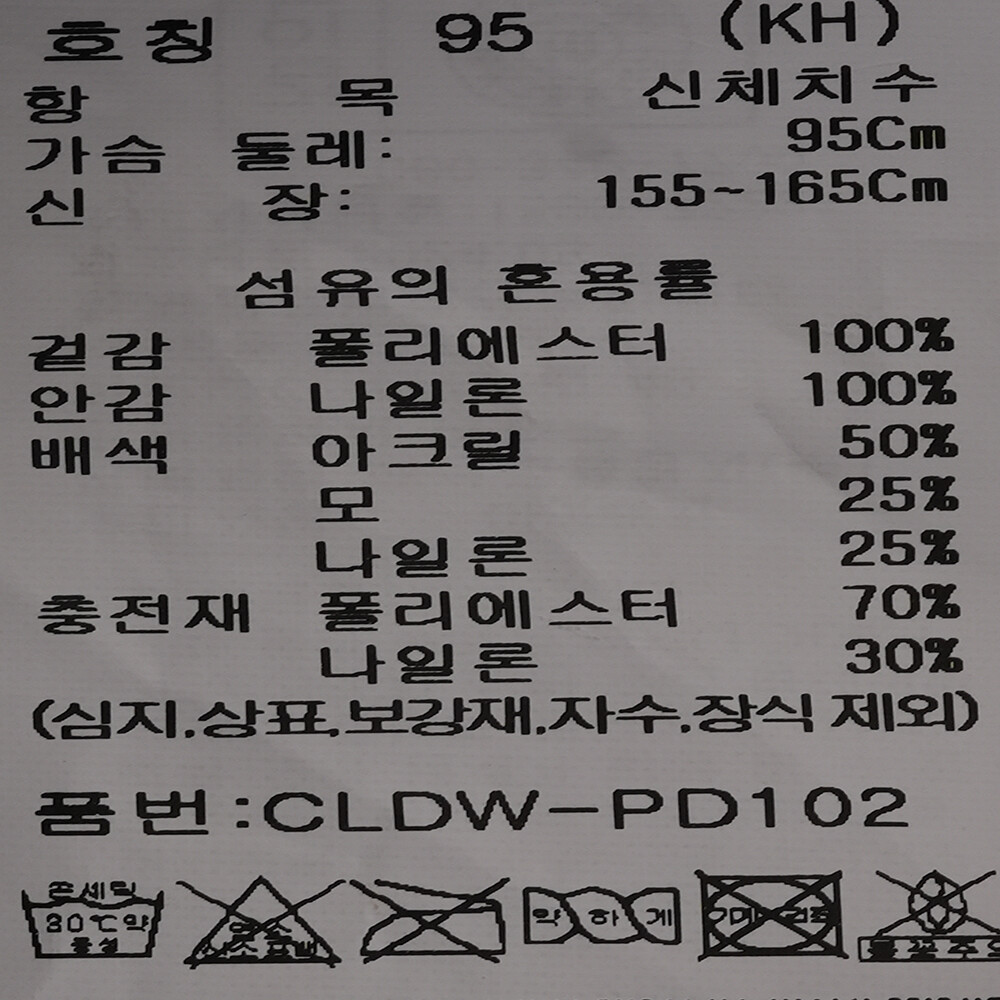 호칭 95 (KH)
항 목 신체치수
가슴 둘레: 95Cm
신 장: 155~165Cm
섬유의 혼용률
겉감 폴리에스터 100%
안감 나일론 100%
배색 아크릴 50%
모 25%
나일론 25%
충전재 폴리에스터 70%
나일론 30%
(심지,상표,보강재,자수,장식 제외)
품번:CLDW-PD102
손세탁
30℃약 약하게
중성